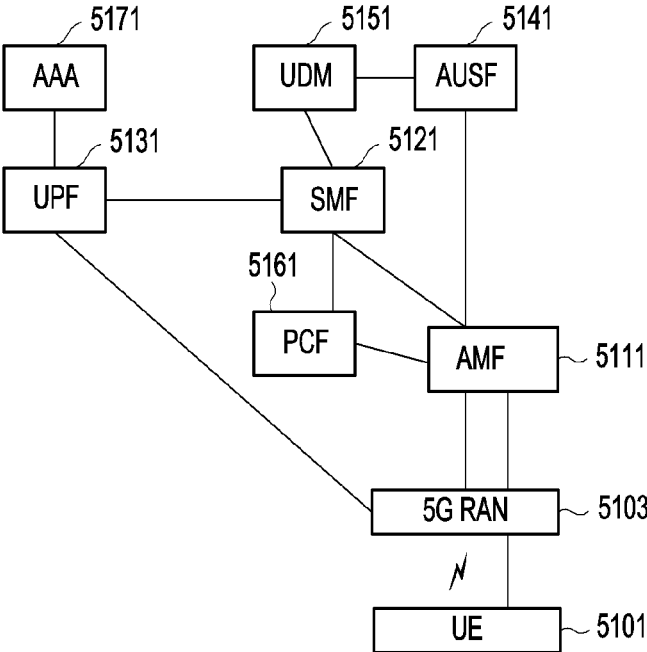 5171
5151
5141
AAA
UDM
AUSF
5131
5121
UPF
SMF
5161
PCF
AMF
5111
5G RAN
5103
UE
5101